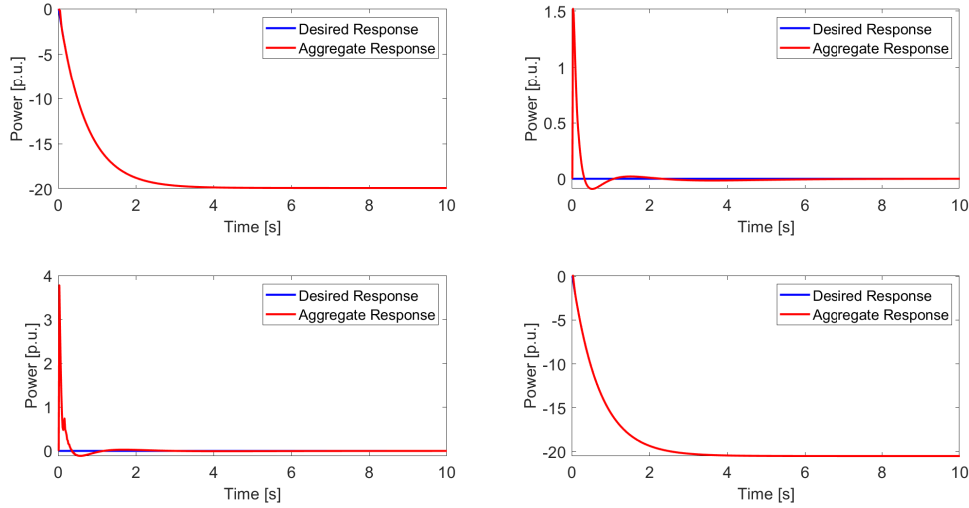 0
-5
-10
-15
-20
Power [p.u.]
0 2 4 6 8 10
Time [s]
Desired Response
Aggregate Response
1.5
1
0.5
0
Power [p.u.]
0 2 4 6 8 10
Time [s]
Desired Response
Aggregate Response
4
3
2
1
0
Power [p.u.]
0 2 4 6 8 10
Time [s]
Desired Response
Aggregate Response
0
-5
-10
-15
-20
Power [p.u.]
0 2 4 6 8 10
Time [s]
Desired Response
Aggregate Response